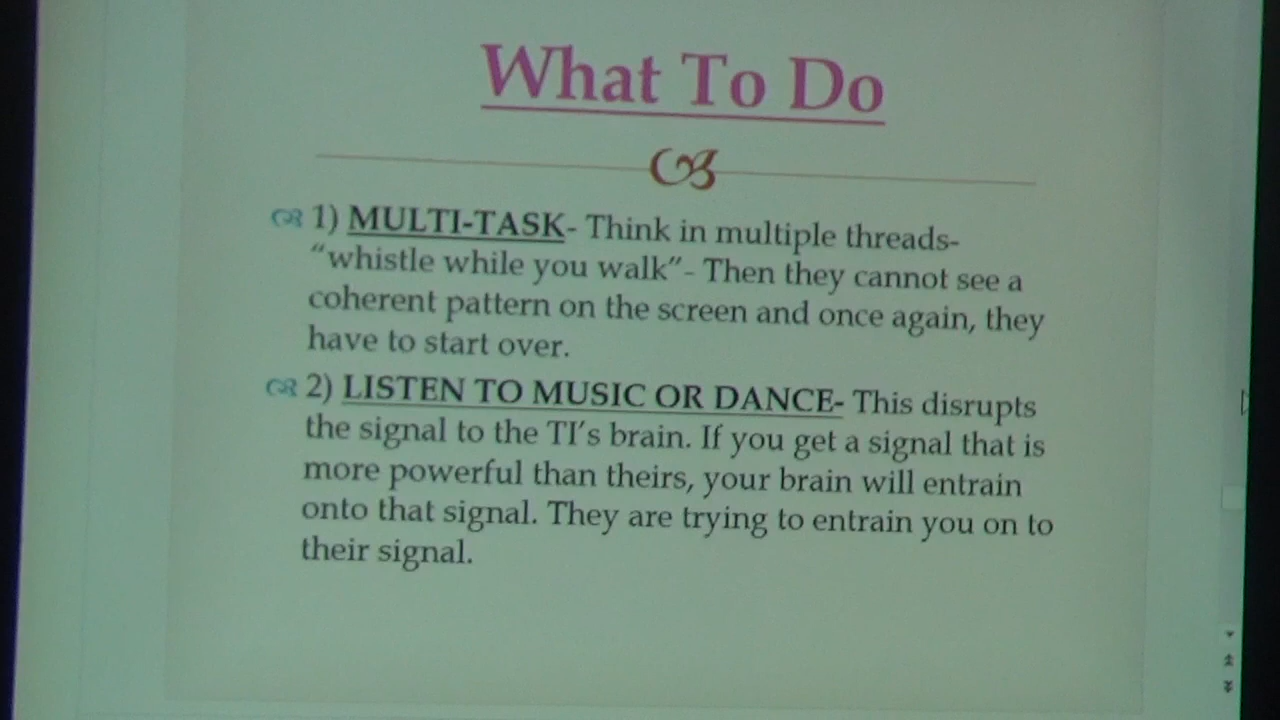 What To Do
1) MULTI-TASK- Think in multiple threads-
"whistle while you walk"- Then they cannot see a
coherent pattern on the screen and once again, they
have to start over.
2) LISTEN TO MUSIC OR DANCE- This disrupts
the signal to the TI's brain. If you get a signal that is
more powerful than theirs, your brain will entrain
onto that signal. They are trying to entrain you on to
their signal.